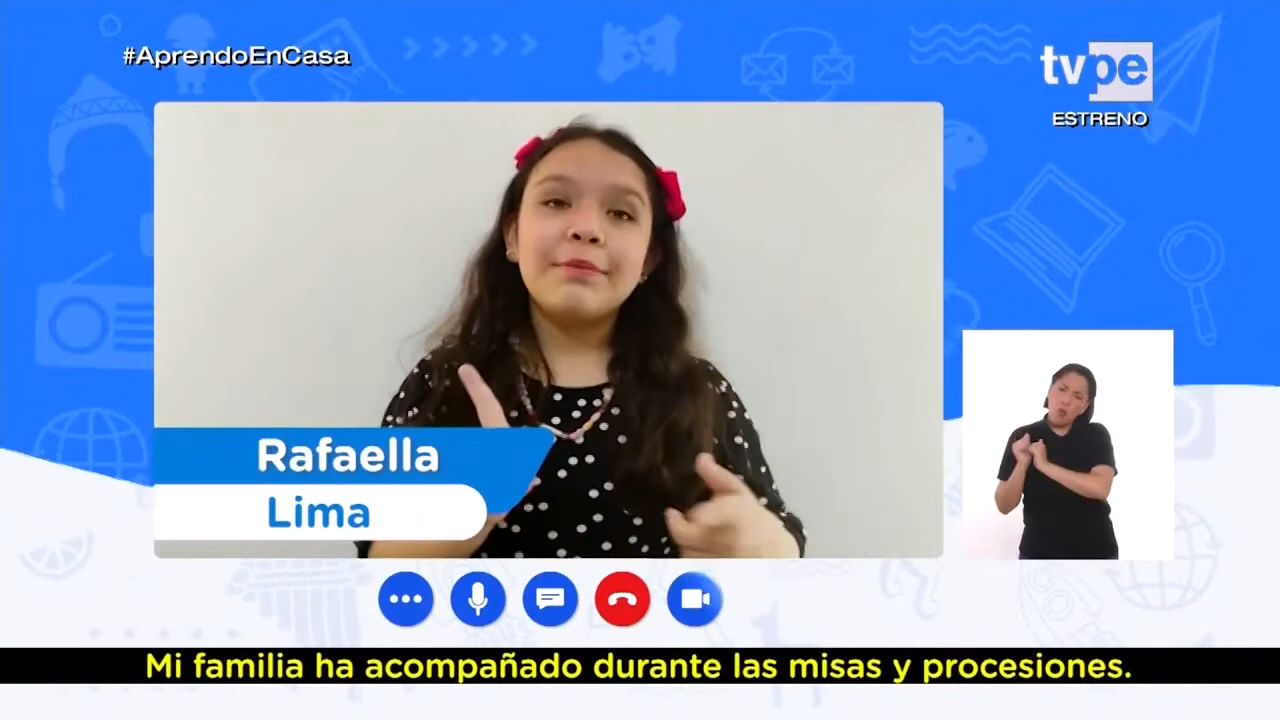 #AprendoEnCasa
tvpe
ESTRENO
Rafaella
Lima
Mi familia ha acompañado durante las misas y procesiones.